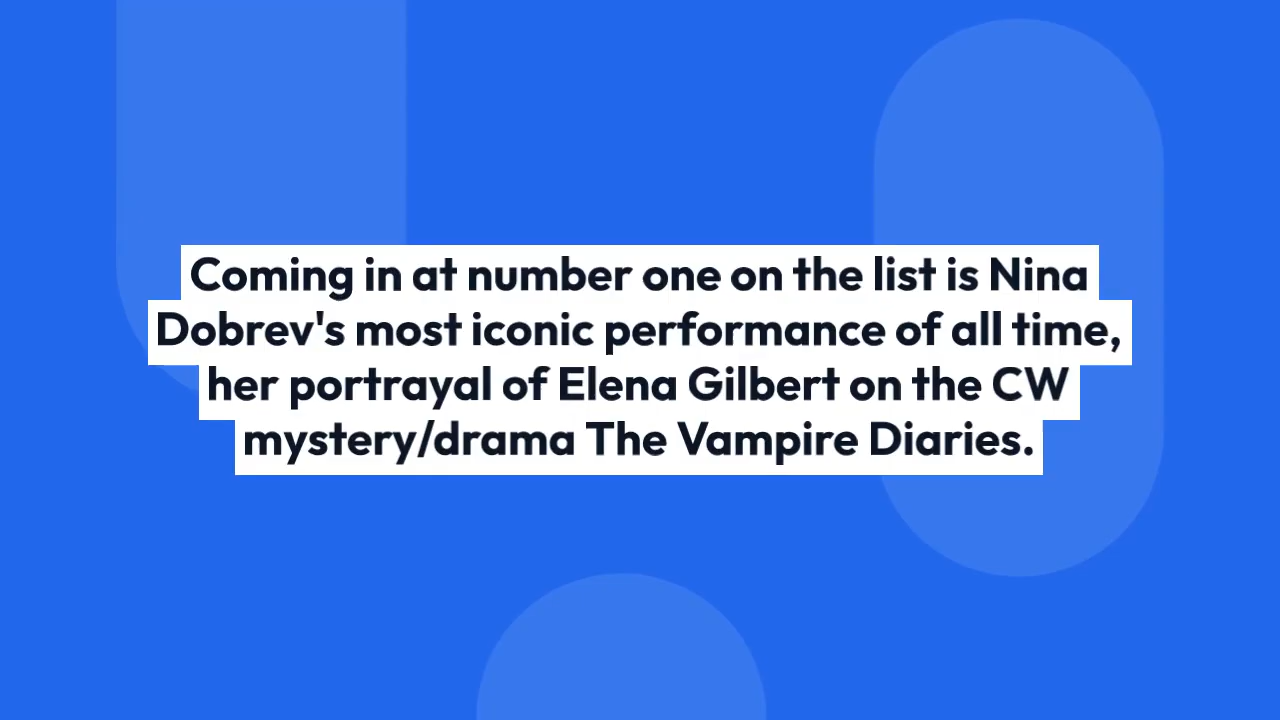 Coming in at number one on the list is Nina
Dobrev's most iconic performance of all time,
her portrayal of Elena Gilbert on the CW
mystery/drama The Vampire Diaries.